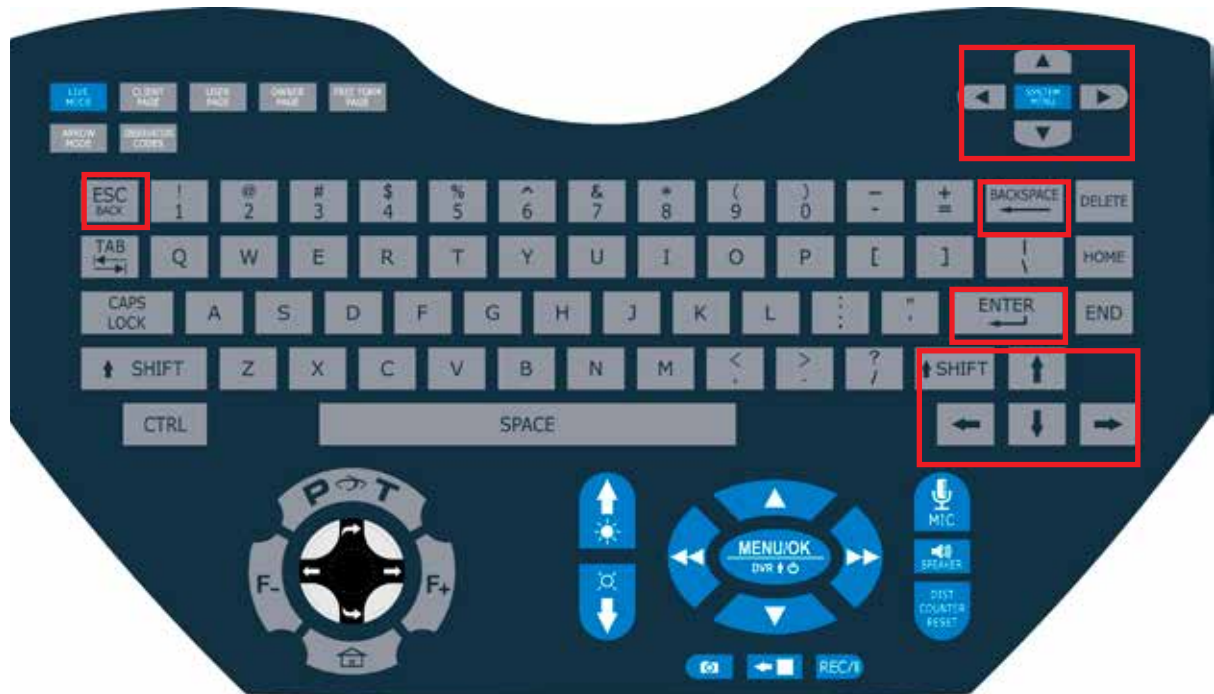 LIVE MODE
CLIENT PAGE
USER PAGE
OWNER PAGE
FREE FORM PAGE
ARROW MODE
CODES
SYSTEM MENU
ESC BACK
! 1
@ 2
# 3
$ 4
% 5
^ 6
& 7
* 8
( 9
) 0
- -
+ =
BACKSPACE
DELETE
TAB
Q
W
E
R
T
Y
U
I
O
P
[
]
| \
HOME
CAPS LOCK
A
S
D
F
G
H
J
K
L
: ;
" '
ENTER
END
SHIFT
Z
X
C
V
B
N
M
< ,
> .
? /
SHIFT
CTRL
SPACE
P T
F-
F+
MENU/OK
DVR
MIC
SPEAKER
DIST
COUNTER
RESET
REC/II